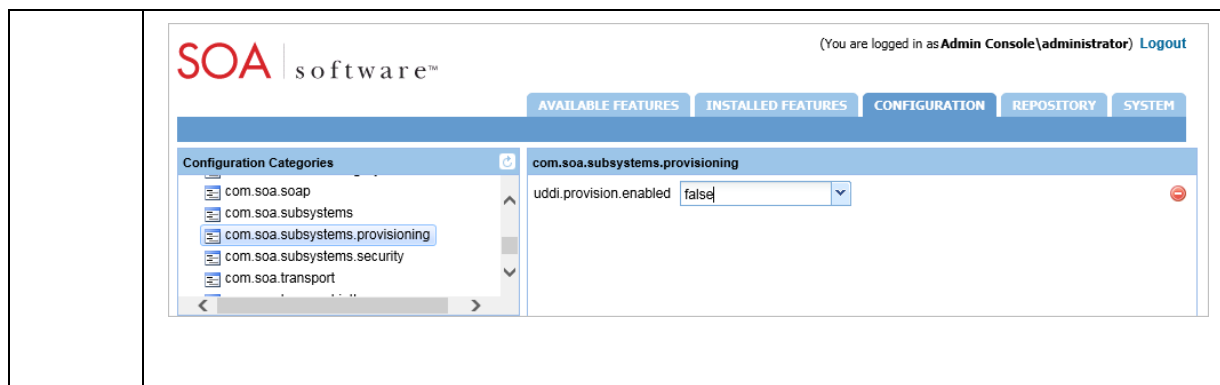 (You are logged in as Admin Console\administrator) Logout
SOA software™
AVAILABLE FEATURES INSTALLED FEATURES CONFIGURATION REPOSITORY SYSTEM
Configuration Categories
com.soa.soap
com.soa.subsystems
com.soa.subsystems.provisioning
com.soa.subsystems.security
com.soa.transport
com.soa.subsystems.provisioning
uddi.provision.enabled false